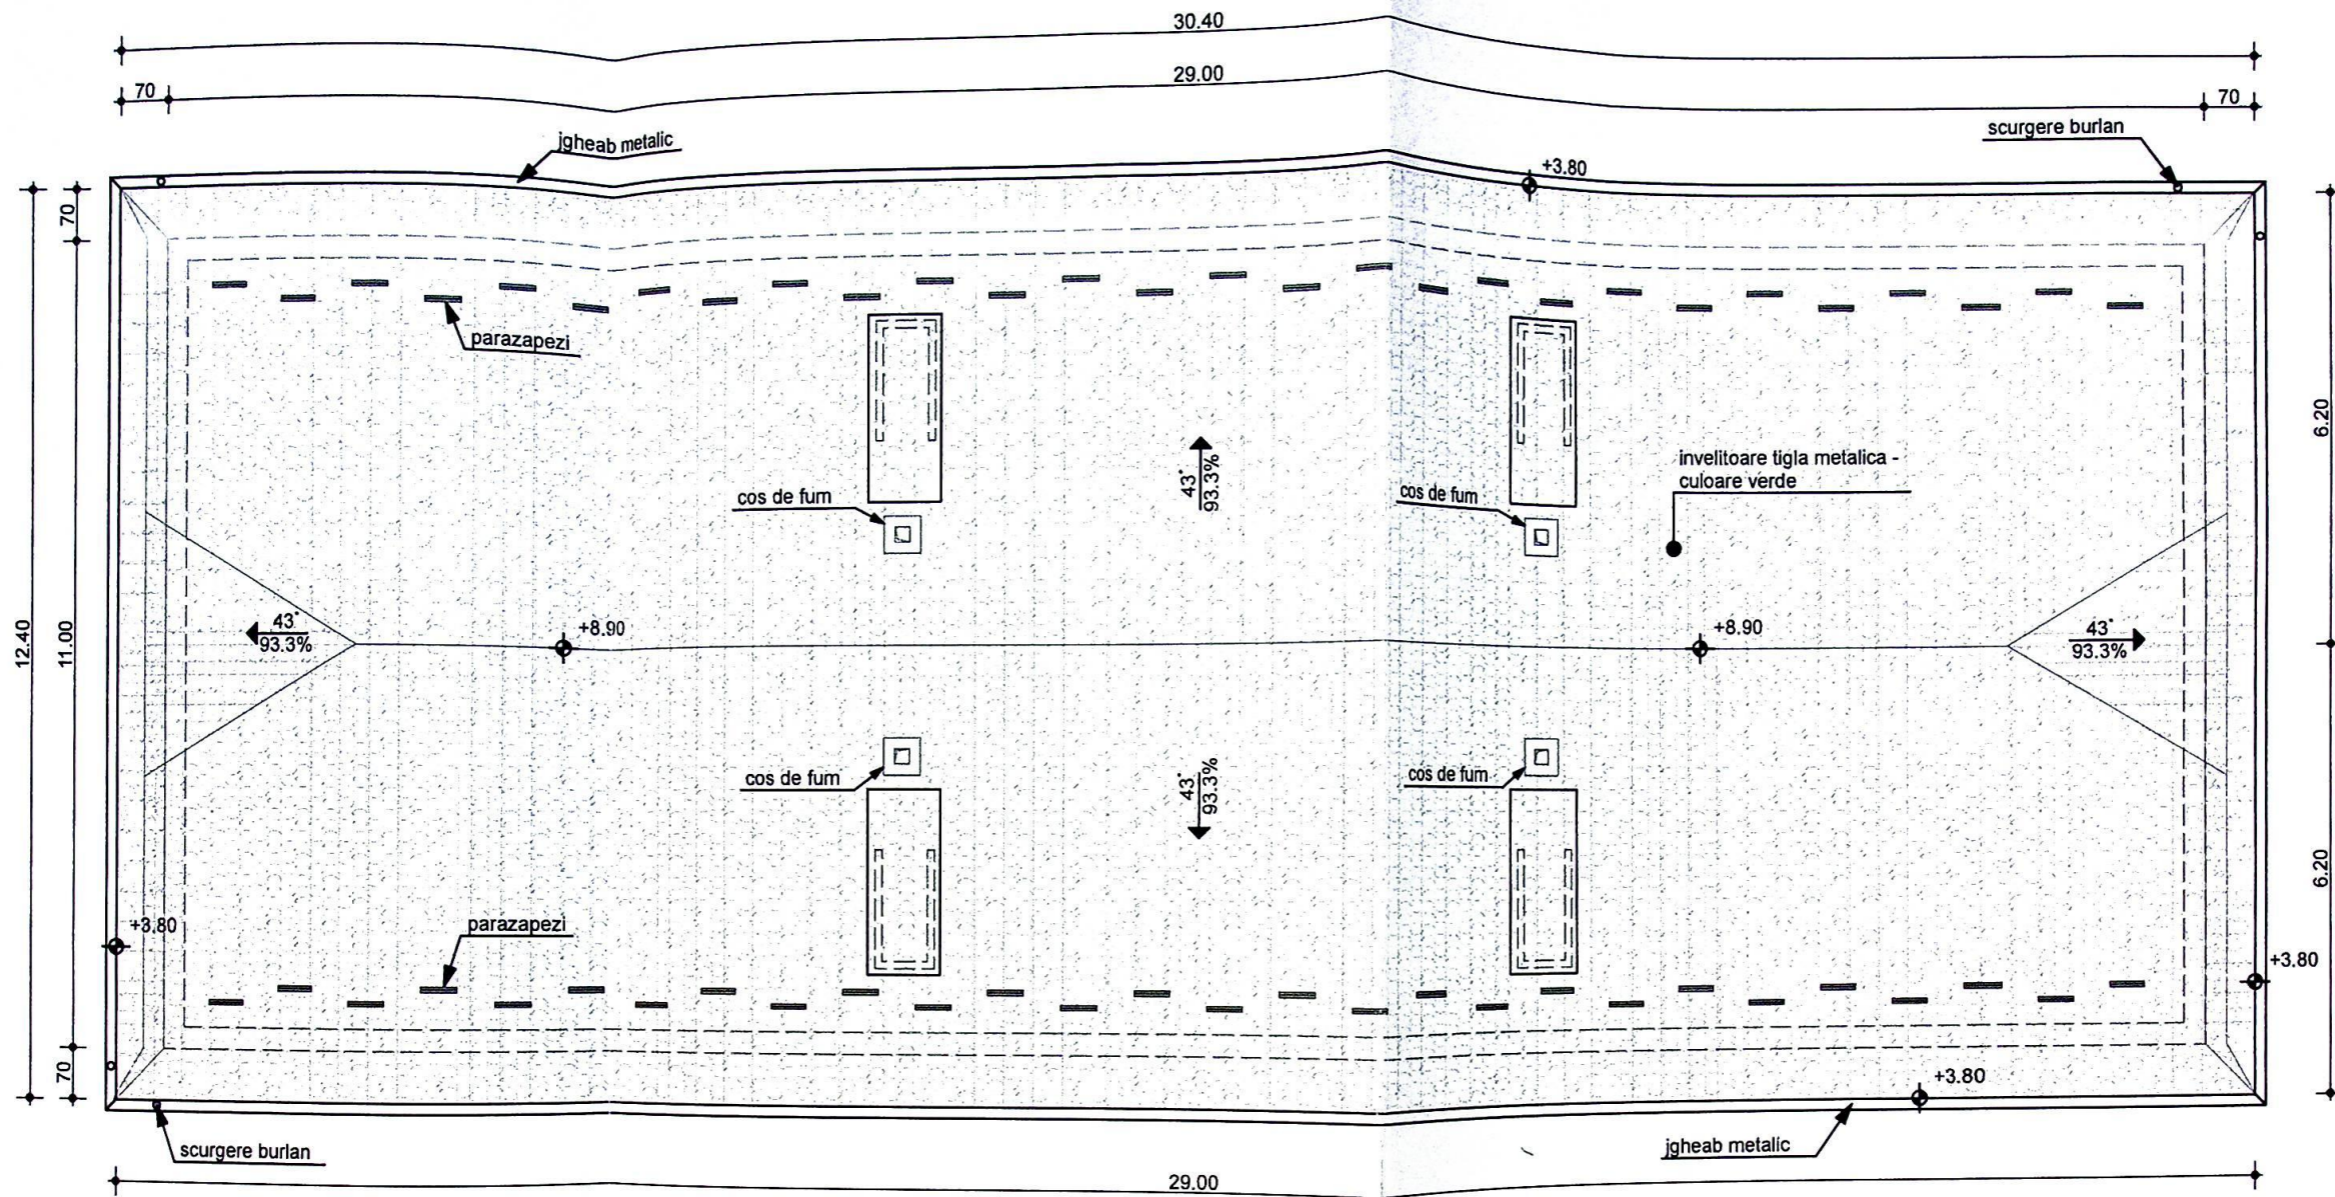 30.40
29.00
70
70
jgheab metalic
scurgere burlan
+3.80
70
parazapezi
6.20
invelitoare tigla metalica -
culoare verde
43°
93.3%
cos de fum
cos de fum
12.40
11.00
43°
93.3%
+8.90
+8.90
43°
93.3%
cos de fum
cos de fum
43°
93.3%
6.20
+3.80
parazapezi
+3.80
70
+3.80
scurgere burlan
jgheab metalic
29.00